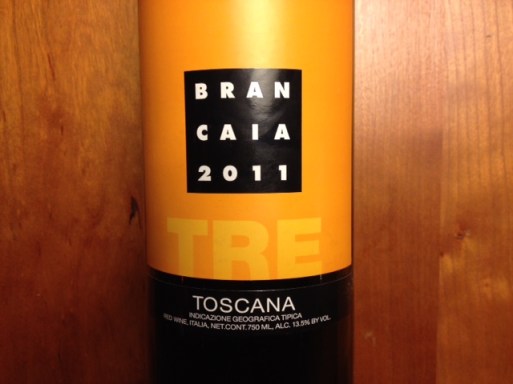 BRAN
CAIA
2011
TRE
TOSCANA
INDICAZIONE GEOGRAFICA TIPICA
RED WINE, ITALIA, NET.CONT. 750 ML, ALC. 13.5% BY VOL.